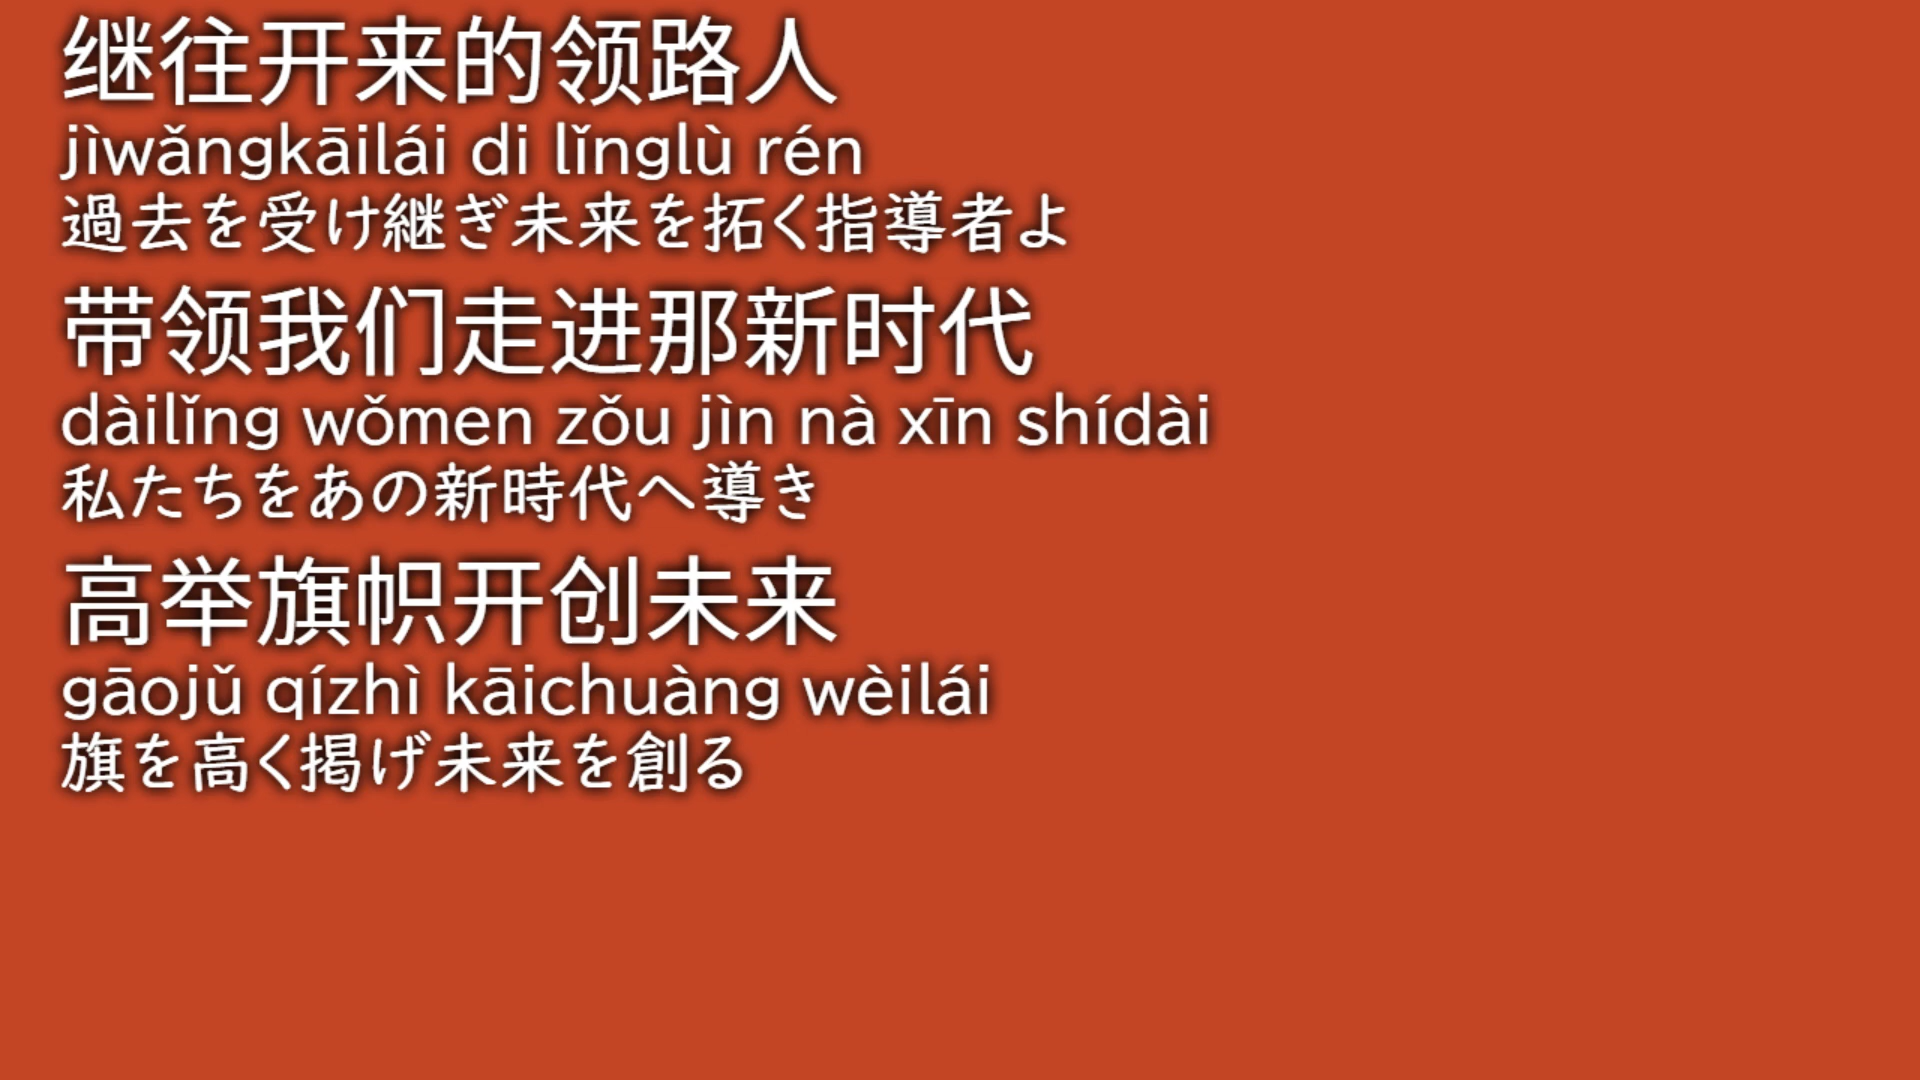 继往开来的领路人
jìwǎngkāilái di lǐnglù rén
過去を受け継ぎ未来を拓く指導者よ
带领我们走进那新时代
dàilǐng wǒmen zǒu jìn nà xīn shídài
私たちをあの新時代へ導き
高举旗帜开创未来
gāojǔ qízhì kāichuàng wèilái
旗を高く掲げ未来を創る